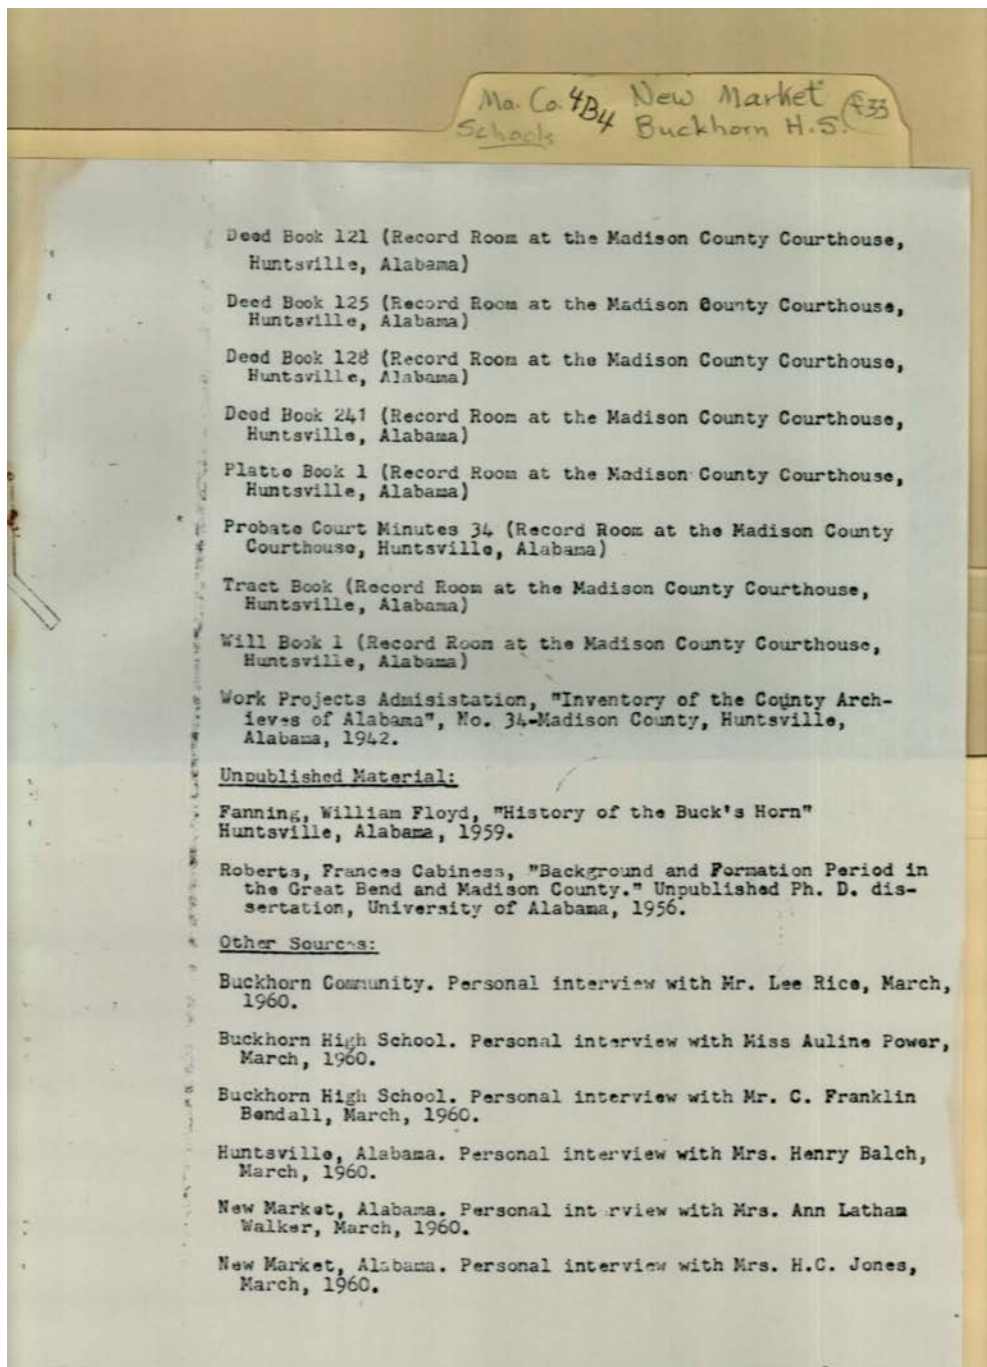 Ma. Co. 4B4 New Market F33
Schools Buckhorn H.S.
Deed Book 121 (Record Room at the Madison County Courthouse,
Huntsville, Alabama)
Deed Book 125 (Record Room at the Madison County Courthouse,
Huntsville, Alabama)
Deed Book 128 (Record Room at the Madison County Courthouse,
Huntsville, Alabama)
Deed Book 241 (Record Room at the Madison County Courthouse,
Huntsville, Alabama)
Platte Book 1 (Record Room at the Madison County Courthouse,
Huntsville, Alabama)
Probate Court Minutes 34 (Record Room at the Madison County
Courthouse, Huntsville, Alabama)
Tract Book (Record Room at the Madison County Courthouse,
Huntsville, Alabama)
Will Book 1 (Record Room at the Madison County Courthouse,
Huntsville, Alabama)
Work Projects Admisistation, "Inventory of the County Arch-
ieves of Alabama", No. 34-Madison County, Huntsville,
Alabama, 1942.
Unpublished Material:
Fanning, William Floyd, "History of the Buck's Horn"
Huntsville, Alabama, 1959.
Roberts, Frances Cabiness, "Background and Formation Period in
the Great Bend and Madison County." Unpublished Ph. D. dis-
sertation, University of Alabama, 1956.
Other Sources:
Buckhorn Community. Personal interview with Mr. Lee Rice, March,
1960.
Buckhorn High School. Personal interview with Miss Auline Power,
March, 1960.
Buckhorn High School. Personal interview with Mr. C. Franklin
Bendall, March, 1960.
Huntsville, Alabama. Personal interview with Mrs. Henry Balch,
March, 1960.
New Market, Alabama. Personal interview with Mrs. Ann Latham
Walker, March, 1960.
New Market, Alabama. Personal interview with Mrs. H.C. Jones,
March, 1960.